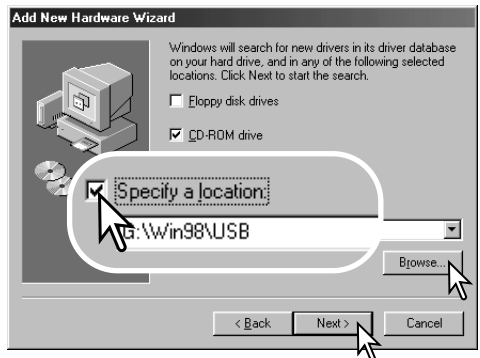 Add New Hardware Wizard
Windows will search for new drivers in its driver database
on your hard drive, and in any of the following selected
locations. Click Next to start the search.
Floppy disk drives
CD-ROM drive
Specify a location:
G:\Win98\USB
Browse...
< Back
Next >
Cancel